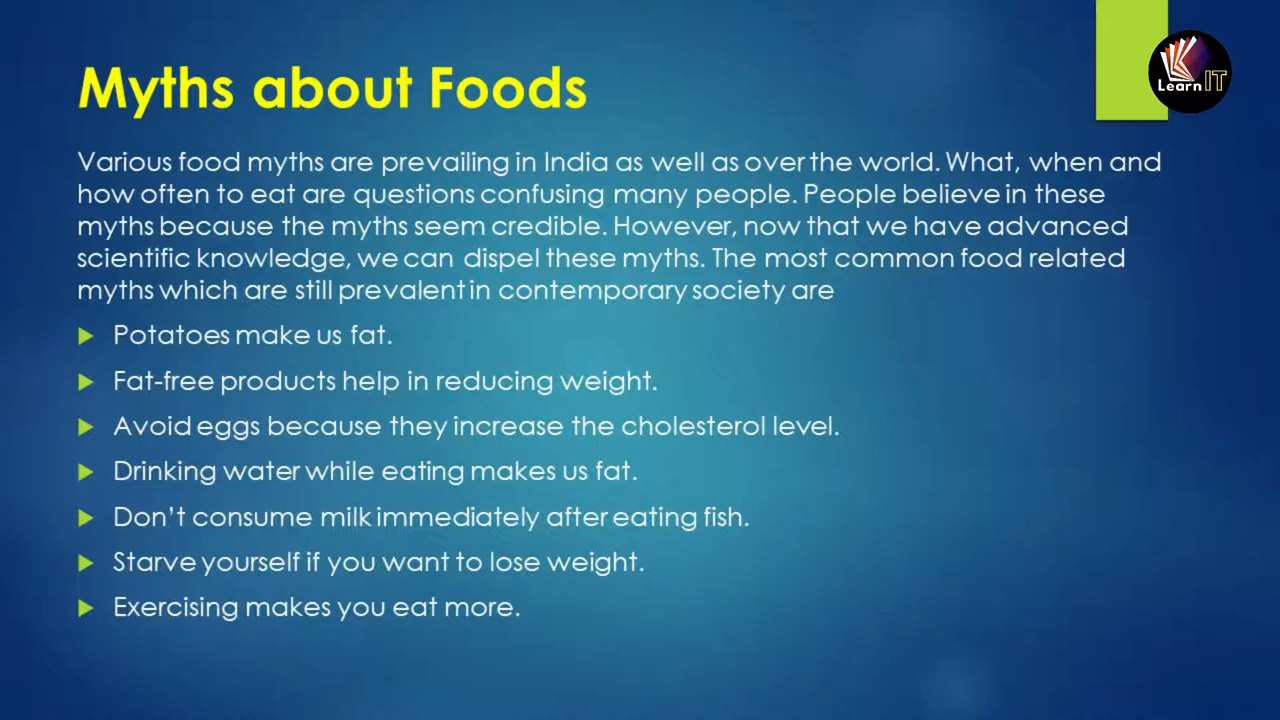 Myths about Foods
Learn IT
Various food myths are prevailing in India as well as over the world. What, when and
how often to eat are questions confusing many people. People believe in these
myths because the myths seem credible. However, now that we have advanced
scientific knowledge, we can dispel these myths. The most common food related
myths which are still prevalent in contemporary society are
Potatoes make us fat.
Fat-free products help in reducing weight.
Avoid eggs because they increase the cholesterol level.
Drinking water while eating makes us fat.
Don't consume milk immediately after eating fish.
Starve yourself if you want to lose weight.
Exercising makes you eat more.